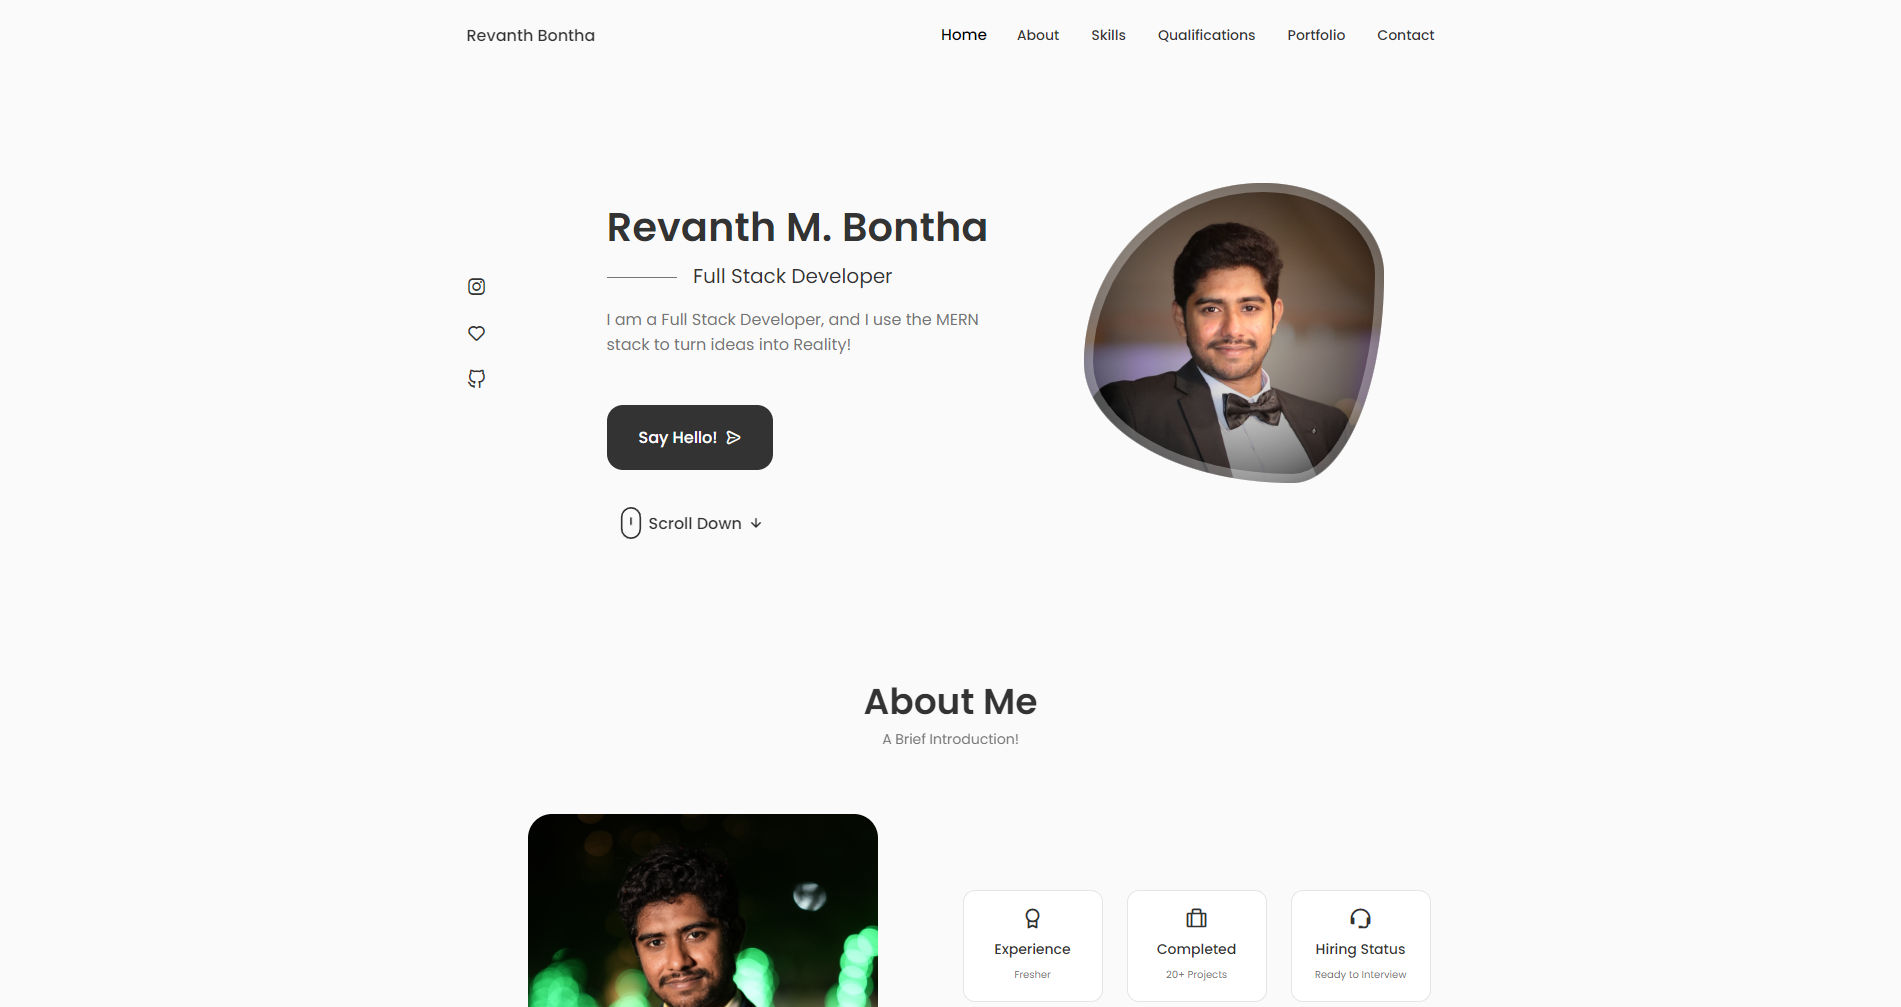 Revanth Bontha
Home About Skills Qualifications Portfolio Contact
Revanth M. Bontha
Full Stack Developer
I am a Full Stack Developer, and I use the MERN
stack to turn ideas into Reality!
Say Hello!
Scroll Down
About Me
A Brief Introduction!
Experience
Fresher
Completed
20+ Projects
Hiring Status
Ready to Interview